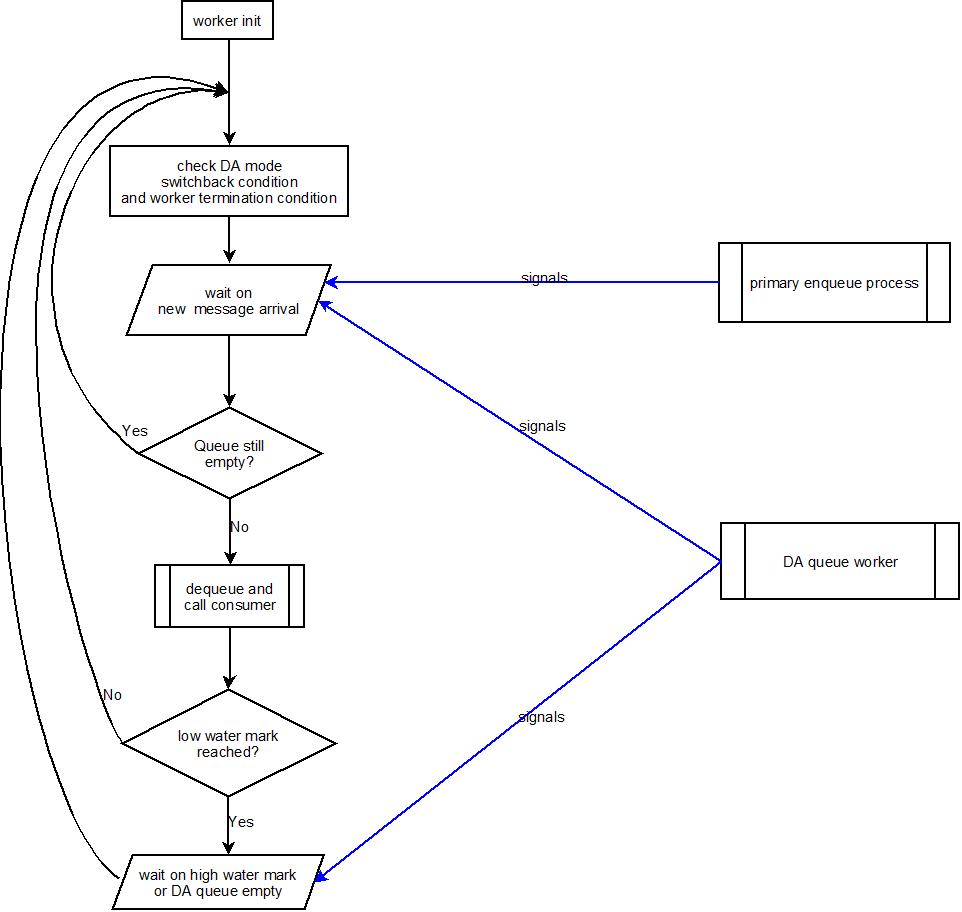 worker init
check DA mode
switchback condition
and worker termination condition
wait on
new message arrival
signals
primary enqueue process
signals
Yes
Queue still
empty?
No
DA queue worker
dequeue and
call consumer
No
signals
low water mark
reached?
Yes
wait on high water mark
or DA queue empty